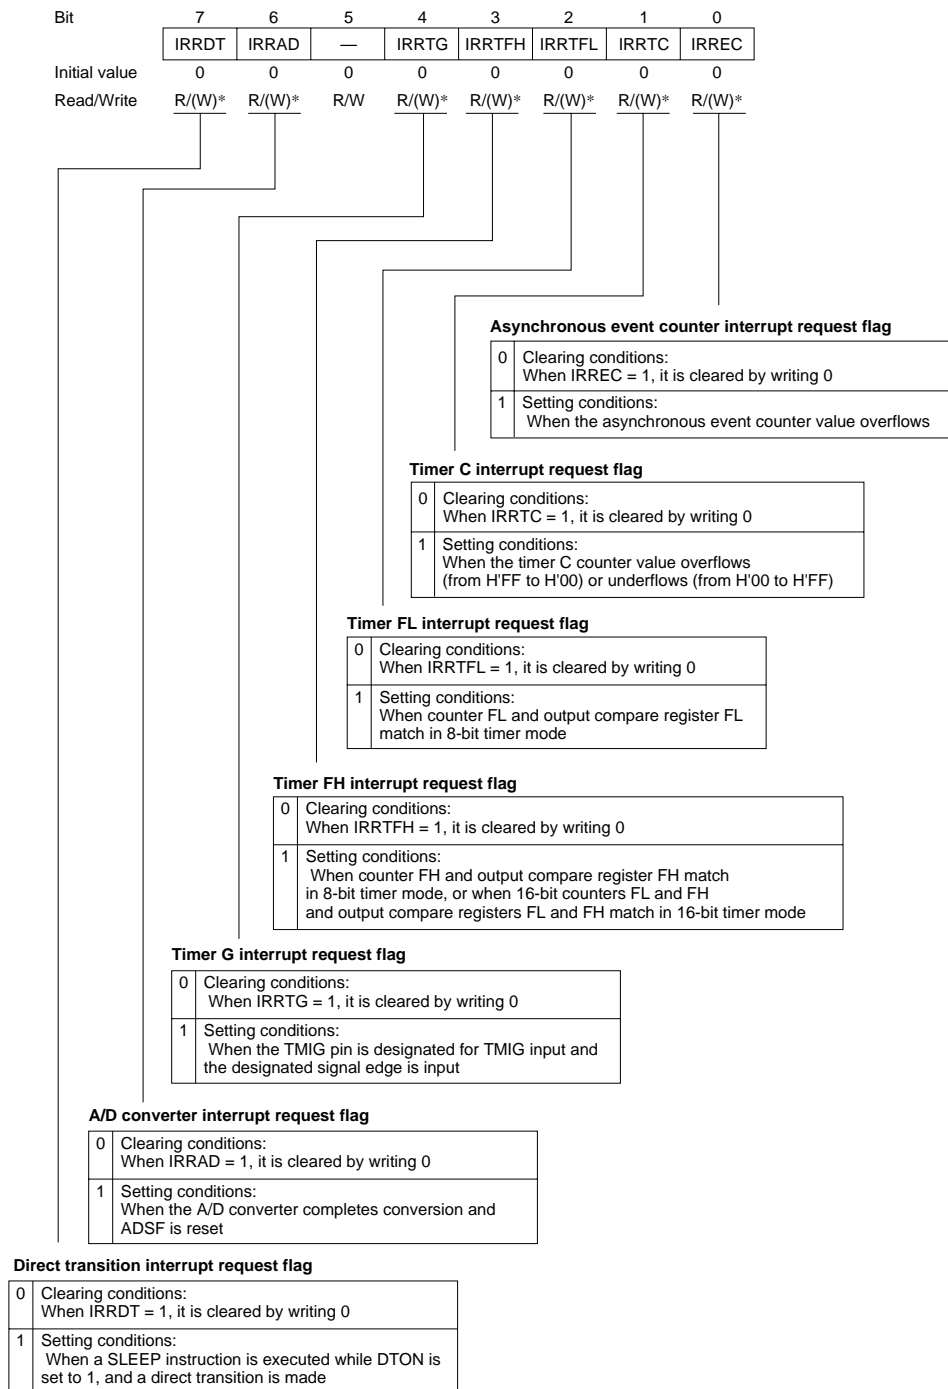 Bit 7 6 5 4 3 2 1 0
IRRDT IRRAD — IRRTG IRRTFH IRRTFL IRRTC IRREC
Initial value 0 0 0 0 0 0 0 0
Read/Write R/(W)* R/(W)* R/W R/(W)* R/(W)* R/(W)* R/(W)* R/(W)*
Asynchronous event counter interrupt request flag
0 Clearing conditions:
When IRREC = 1, it is cleared by writing 0
1 Setting conditions:
When the asynchronous event counter value overflows
Timer C interrupt request flag
0 Clearing conditions:
When IRRTC = 1, it is cleared by writing 0
1 Setting conditions:
When the timer C counter value overflows
(from H'FF to H'00) or underflows (from H'00 to H'FF)
Timer FL interrupt request flag
0 Clearing conditions:
When IRRTFL = 1, it is cleared by writing 0
1 Setting conditions:
When counter FL and output compare register FL
match in 8-bit timer mode
Timer FH interrupt request flag
0 Clearing conditions:
When IRRTFH = 1, it is cleared by writing 0
1 Setting conditions:
When counter FH and output compare register FH match
in 8-bit timer mode, or when 16-bit counters FL and FH
and output compare registers FL and FH match in 16-bit timer mode
Timer G interrupt request flag
0 Clearing conditions:
When IRRTG = 1, it is cleared by writing 0
1 Setting conditions:
When the TMIG pin is designated for TMIG input and
the designated signal edge is input
A/D converter interrupt request flag
0 Clearing conditions:
When IRRAD = 1, it is cleared by writing 0
1 Setting conditions:
When the A/D converter completes conversion and
ADSF is reset
Direct transition interrupt request flag
0 Clearing conditions:
When IRRDT = 1, it is cleared by writing 0
1 Setting conditions:
When a SLEEP instruction is executed while DTON is
set to 1, and a direct transition is made